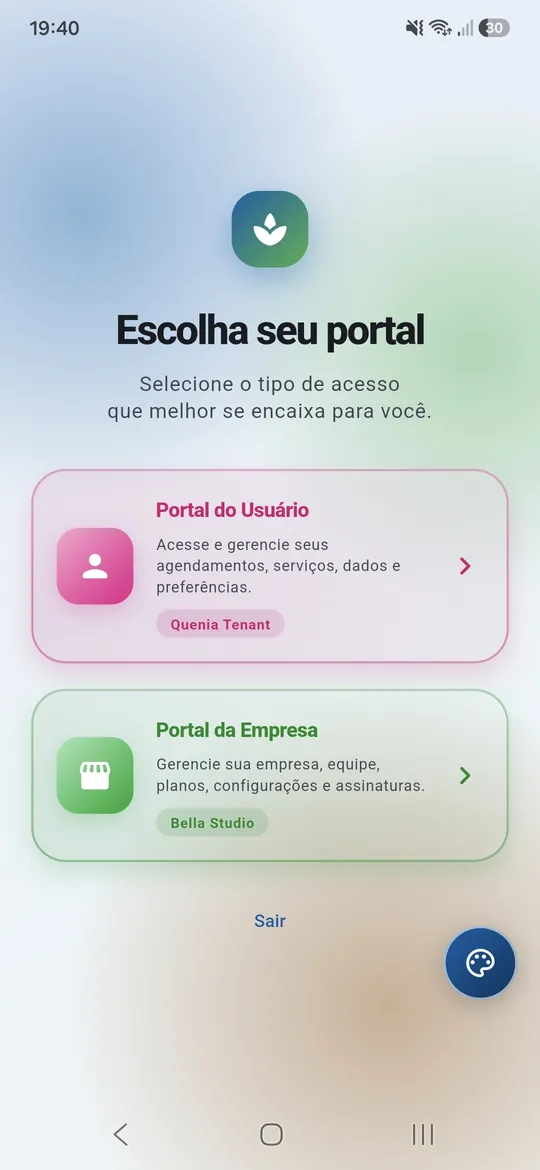 19:40
30
Escolha seu portal
Selecione o tipo de acesso
que melhor se encaixa para você.
Portal do Usuário
Acesse e gerencie seus
agendamentos, serviços, dados e
preferências.
Quenia Tenant
Portal da Empresa
Gerencie sua empresa, equipe,
planos, configurações e assinaturas.
Bella Studio
Sair